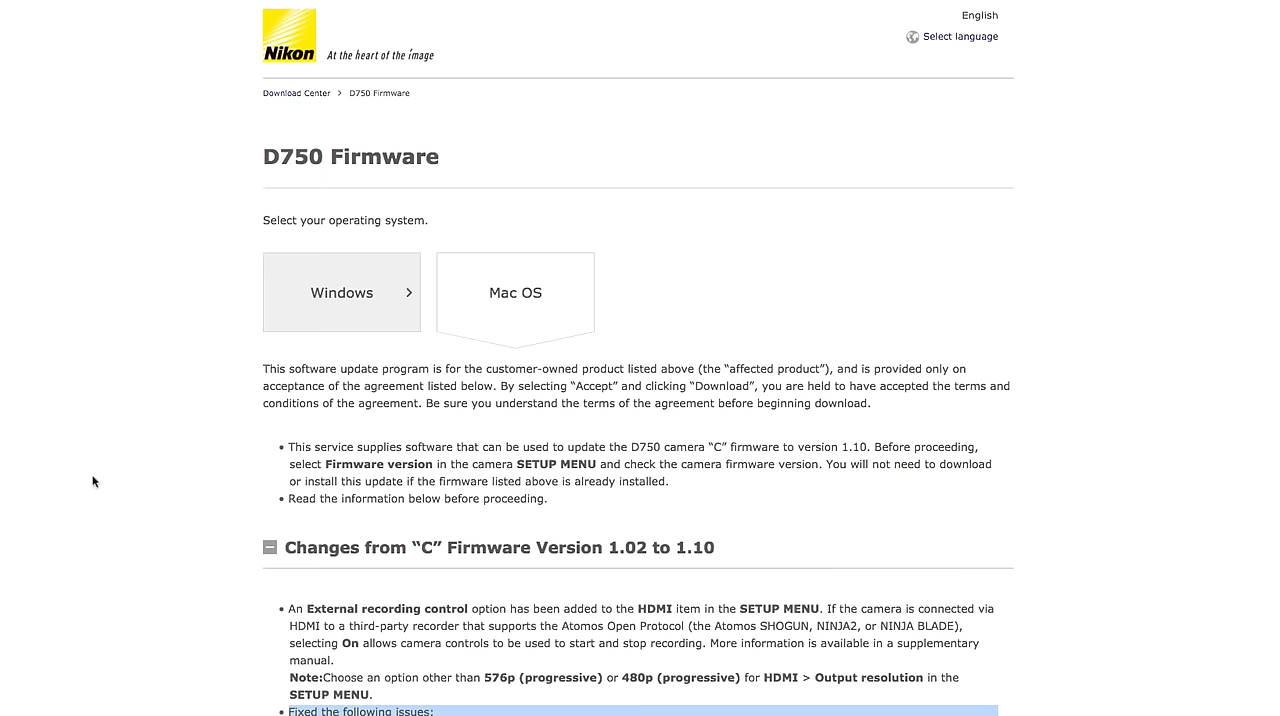 English
Select language
Nikon
At the heart of the image
Download Center > D750 Firmware
D750 Firmware
Select your operating system.
Windows
Mac OS
This software update program is for the customer-owned product listed above (the “affected product”), and is provided only on
acceptance of the agreement listed below. By selecting “Accept” and clicking “Download”, you are held to have accepted the terms and
conditions of the agreement. Be sure you understand the terms of the agreement before beginning download.
• This service supplies software that can be used to update the D750 camera “C” firmware to version 1.10. Before proceeding,
select Firmware version in the camera SETUP MENU and check the camera firmware version. You will not need to download
or install this update if the firmware listed above is already installed.
• Read the information below before proceeding.
Changes from “C” Firmware Version 1.02 to 1.10
• An External recording control option has been added to the HDMI item in the SETUP MENU. If the camera is connected via
HDMI to a third-party recorder that supports the Atomos Open Protocol (the Atomos SHOGUN, NINJA2, or NINJA BLADE),
selecting On allows camera controls to be used to start and stop recording. More information is available in a supplementary
manual.
Note:Choose an option other than 576p (progressive) or 480p (progressive) for HDMI > Output resolution in the
SETUP MENU.
• Fixed the following issues: